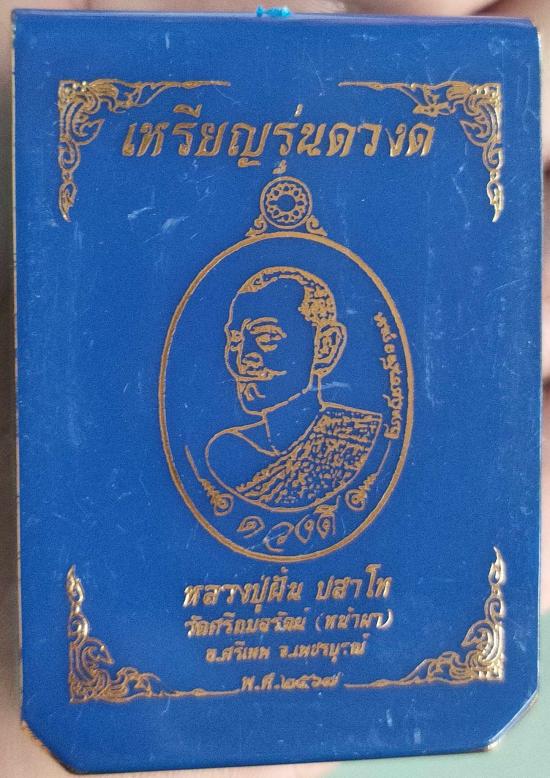 เหรียญรุ่นดวงดี
ดวงดี
หลวงปู่ฝั้น ปสาโท
วัดศรีถมอรัตน์ (หน้าผา)
อ.ศรีเทพ จ.เพชรบูรณ์
พ.ศ.๒๕๖๗